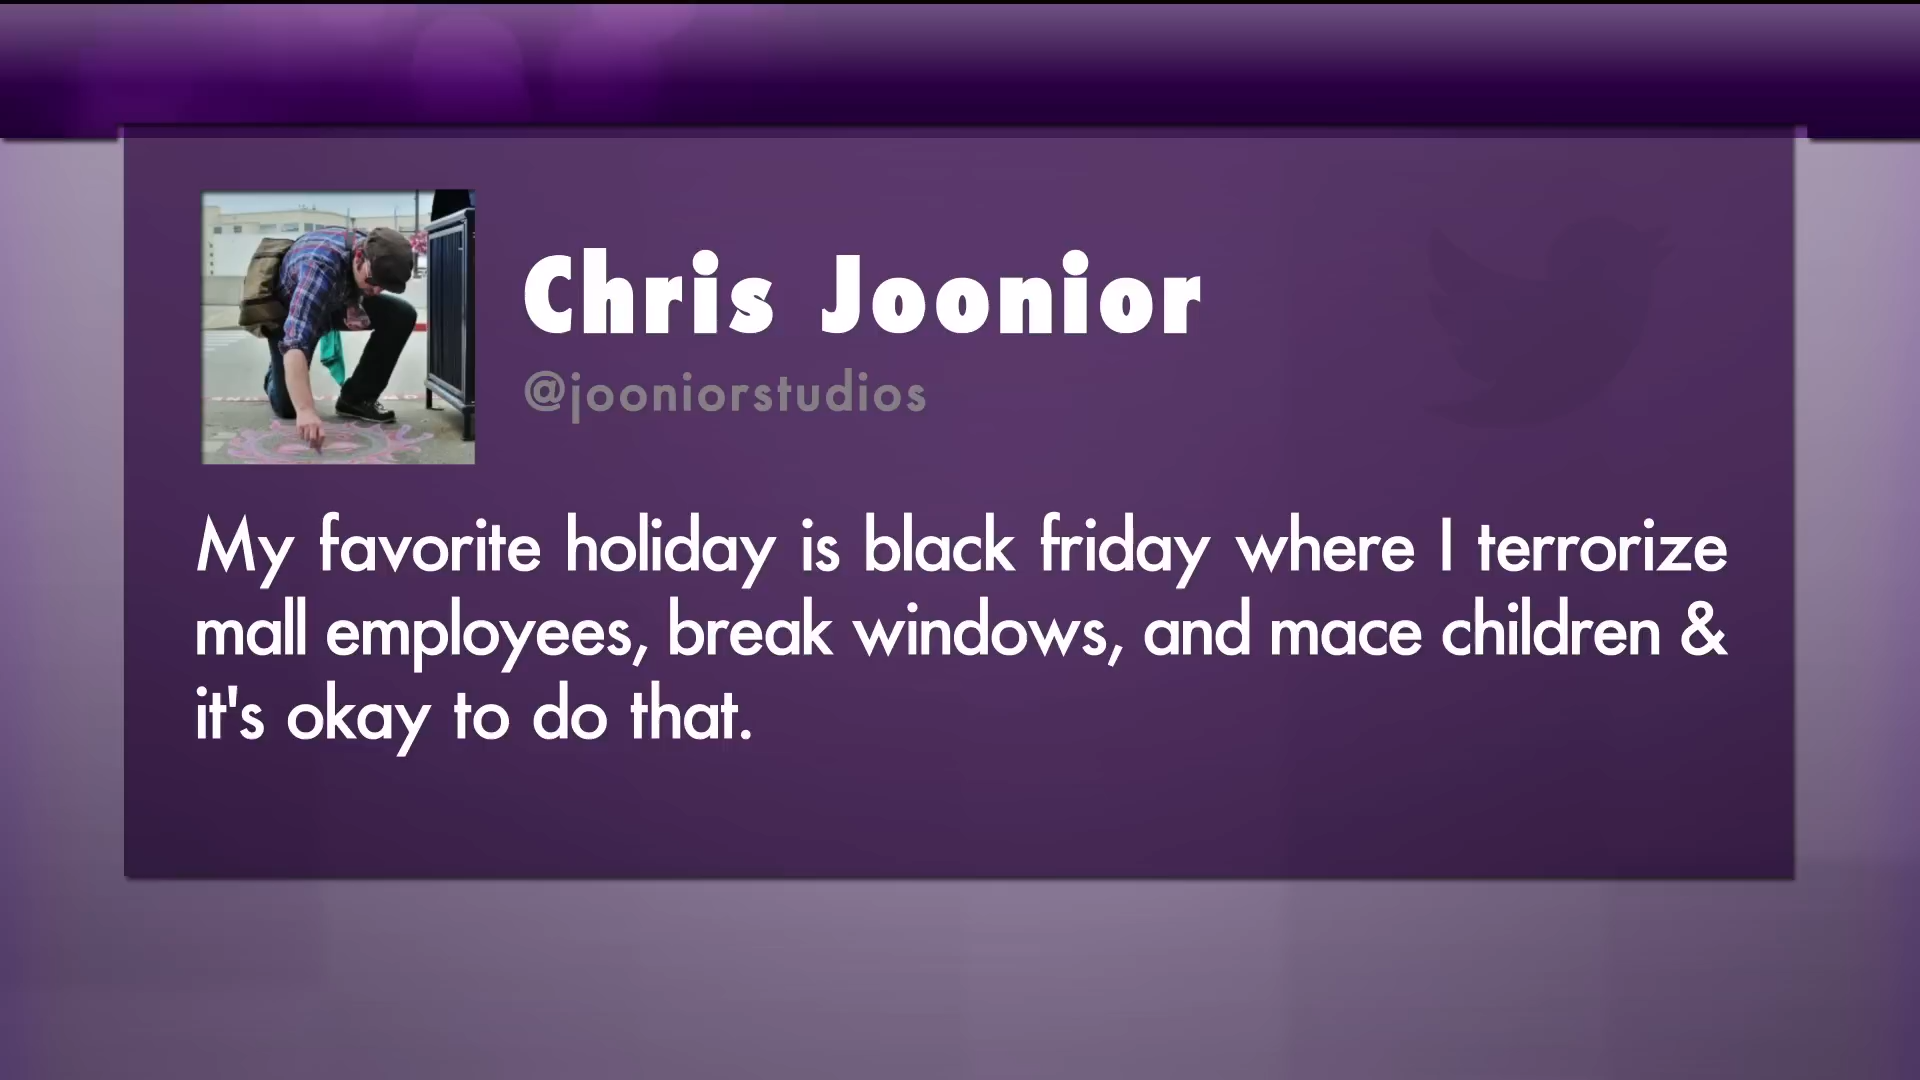 Chris Joonior
@jooniorstudios
My favorite holiday is black friday where I terrorize
mall employees, break windows, and mace children &
it's okay to do that.